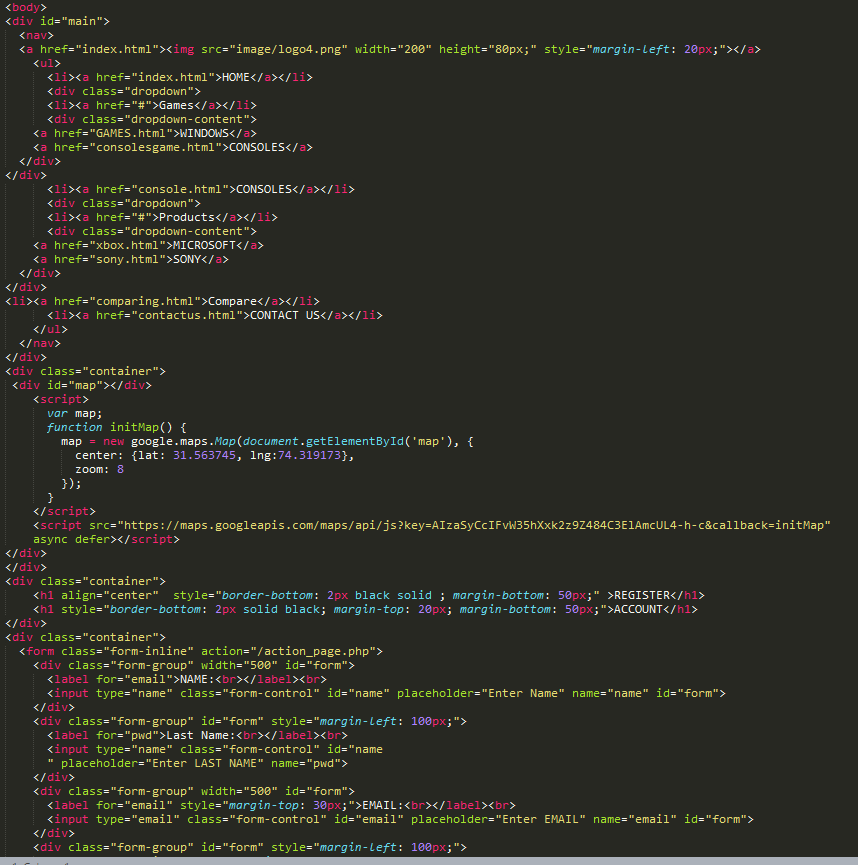 <body>
<div id="main">
<nav>
<a href="index.html"><img src="image/logo4.png" width="200" height="80px;" style="margin-left: 20px;"></a>
<ul>
<li><a href="index.html">HOME</a></li>
<div class="dropdown">
<li><a href="#">Games</a></li>
<div class="dropdown-content">
<a href="GAMES.html">WINDOWS</a>
<a href="consolesgame.html">CONSOLES</a>
</div>
</div>
<li><a href="console.html">CONSOLES</a></li>
<div class="dropdown">
<li><a href="#">Products</a></li>
<div class="dropdown-content">
<a href="xbox.html">MICROSOFT</a>
<a href="sony.html">SONY</a>
</div>
</div>
<li><a href="comparing.html">Compare</a></li>
<li><a href="contactus.html">CONTACT US</a></li>
</ul>
</nav>
</div>
<div class="container">
<div id="map"></div>
<script>
var map;
function initMap() {
map = new google.maps.Map(document.getElementById('map'), {
center: {lat: 31.563745, lng:74.319173},
zoom: 8
});
}
</script>
<script src="https://maps.googleapis.com/maps/api/js?key=AIzaSyCcIFvW35hXxk2z9Z484C3ElAmcUL4-h-c&callback=initMap"
async defer></script>
</div>
</div>
<div class="container">
<h1 align="center"  style="border-bottom: 2px black solid ; margin-bottom: 50px;" >REGISTER</h1>
<h1 style="border-bottom: 2px solid black; margin-top: 20px; margin-bottom: 50px;">ACCOUNT</h1>
</div>
<div class="container">
<form class="form-inline" action="/action_page.php">
<div class="form-group" width="500" id="form">
<label for="email">NAME:<br></label><br>
<input type="name" class="form-control" id="name" placeholder="Enter Name" name="name" id="form">
</div>
<div class="form-group" id="form" style="margin-left: 100px;">
<label for="pwd">Last Name:<br></label><br>
<input type="name" class="form-control" id="name
" placeholder="Enter LAST NAME" name="pwd">
</div>
<div class="form-group" width="500" id="form">
<label for="email" style="margin-top: 30px;">EMAIL:<br></label><br>
<input type="email" class="form-control" id="email" placeholder="Enter EMAIL" name="email" id="form">
</div>
<div class="form-group" id="form" style="margin-left: 100px;">